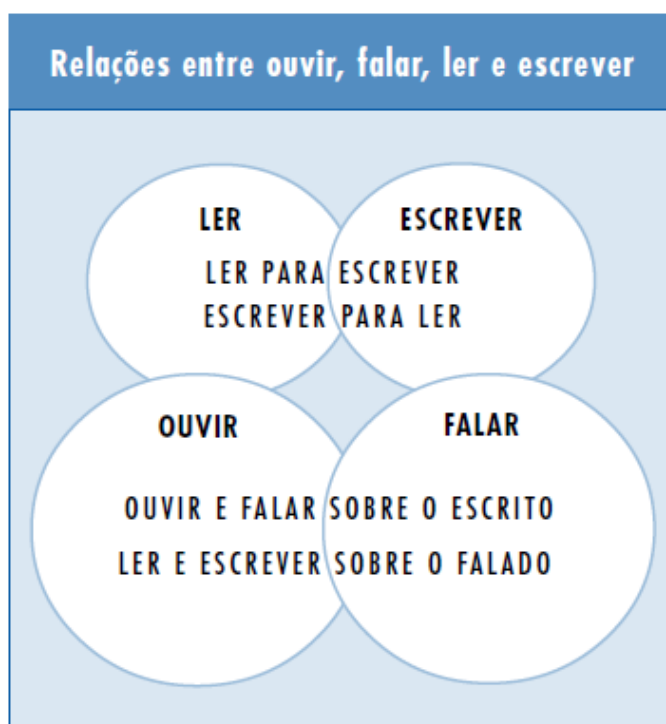 Relações entre ouvir, falar, ler e escrever
LER ESCREVER
LER PARA ESCREVER
ESCREVER PARA LER
OUVIR FALAR
OUVIR E FALAR SOBRE O ESCRITO
LER E ESCREVER SOBRE O FALADO